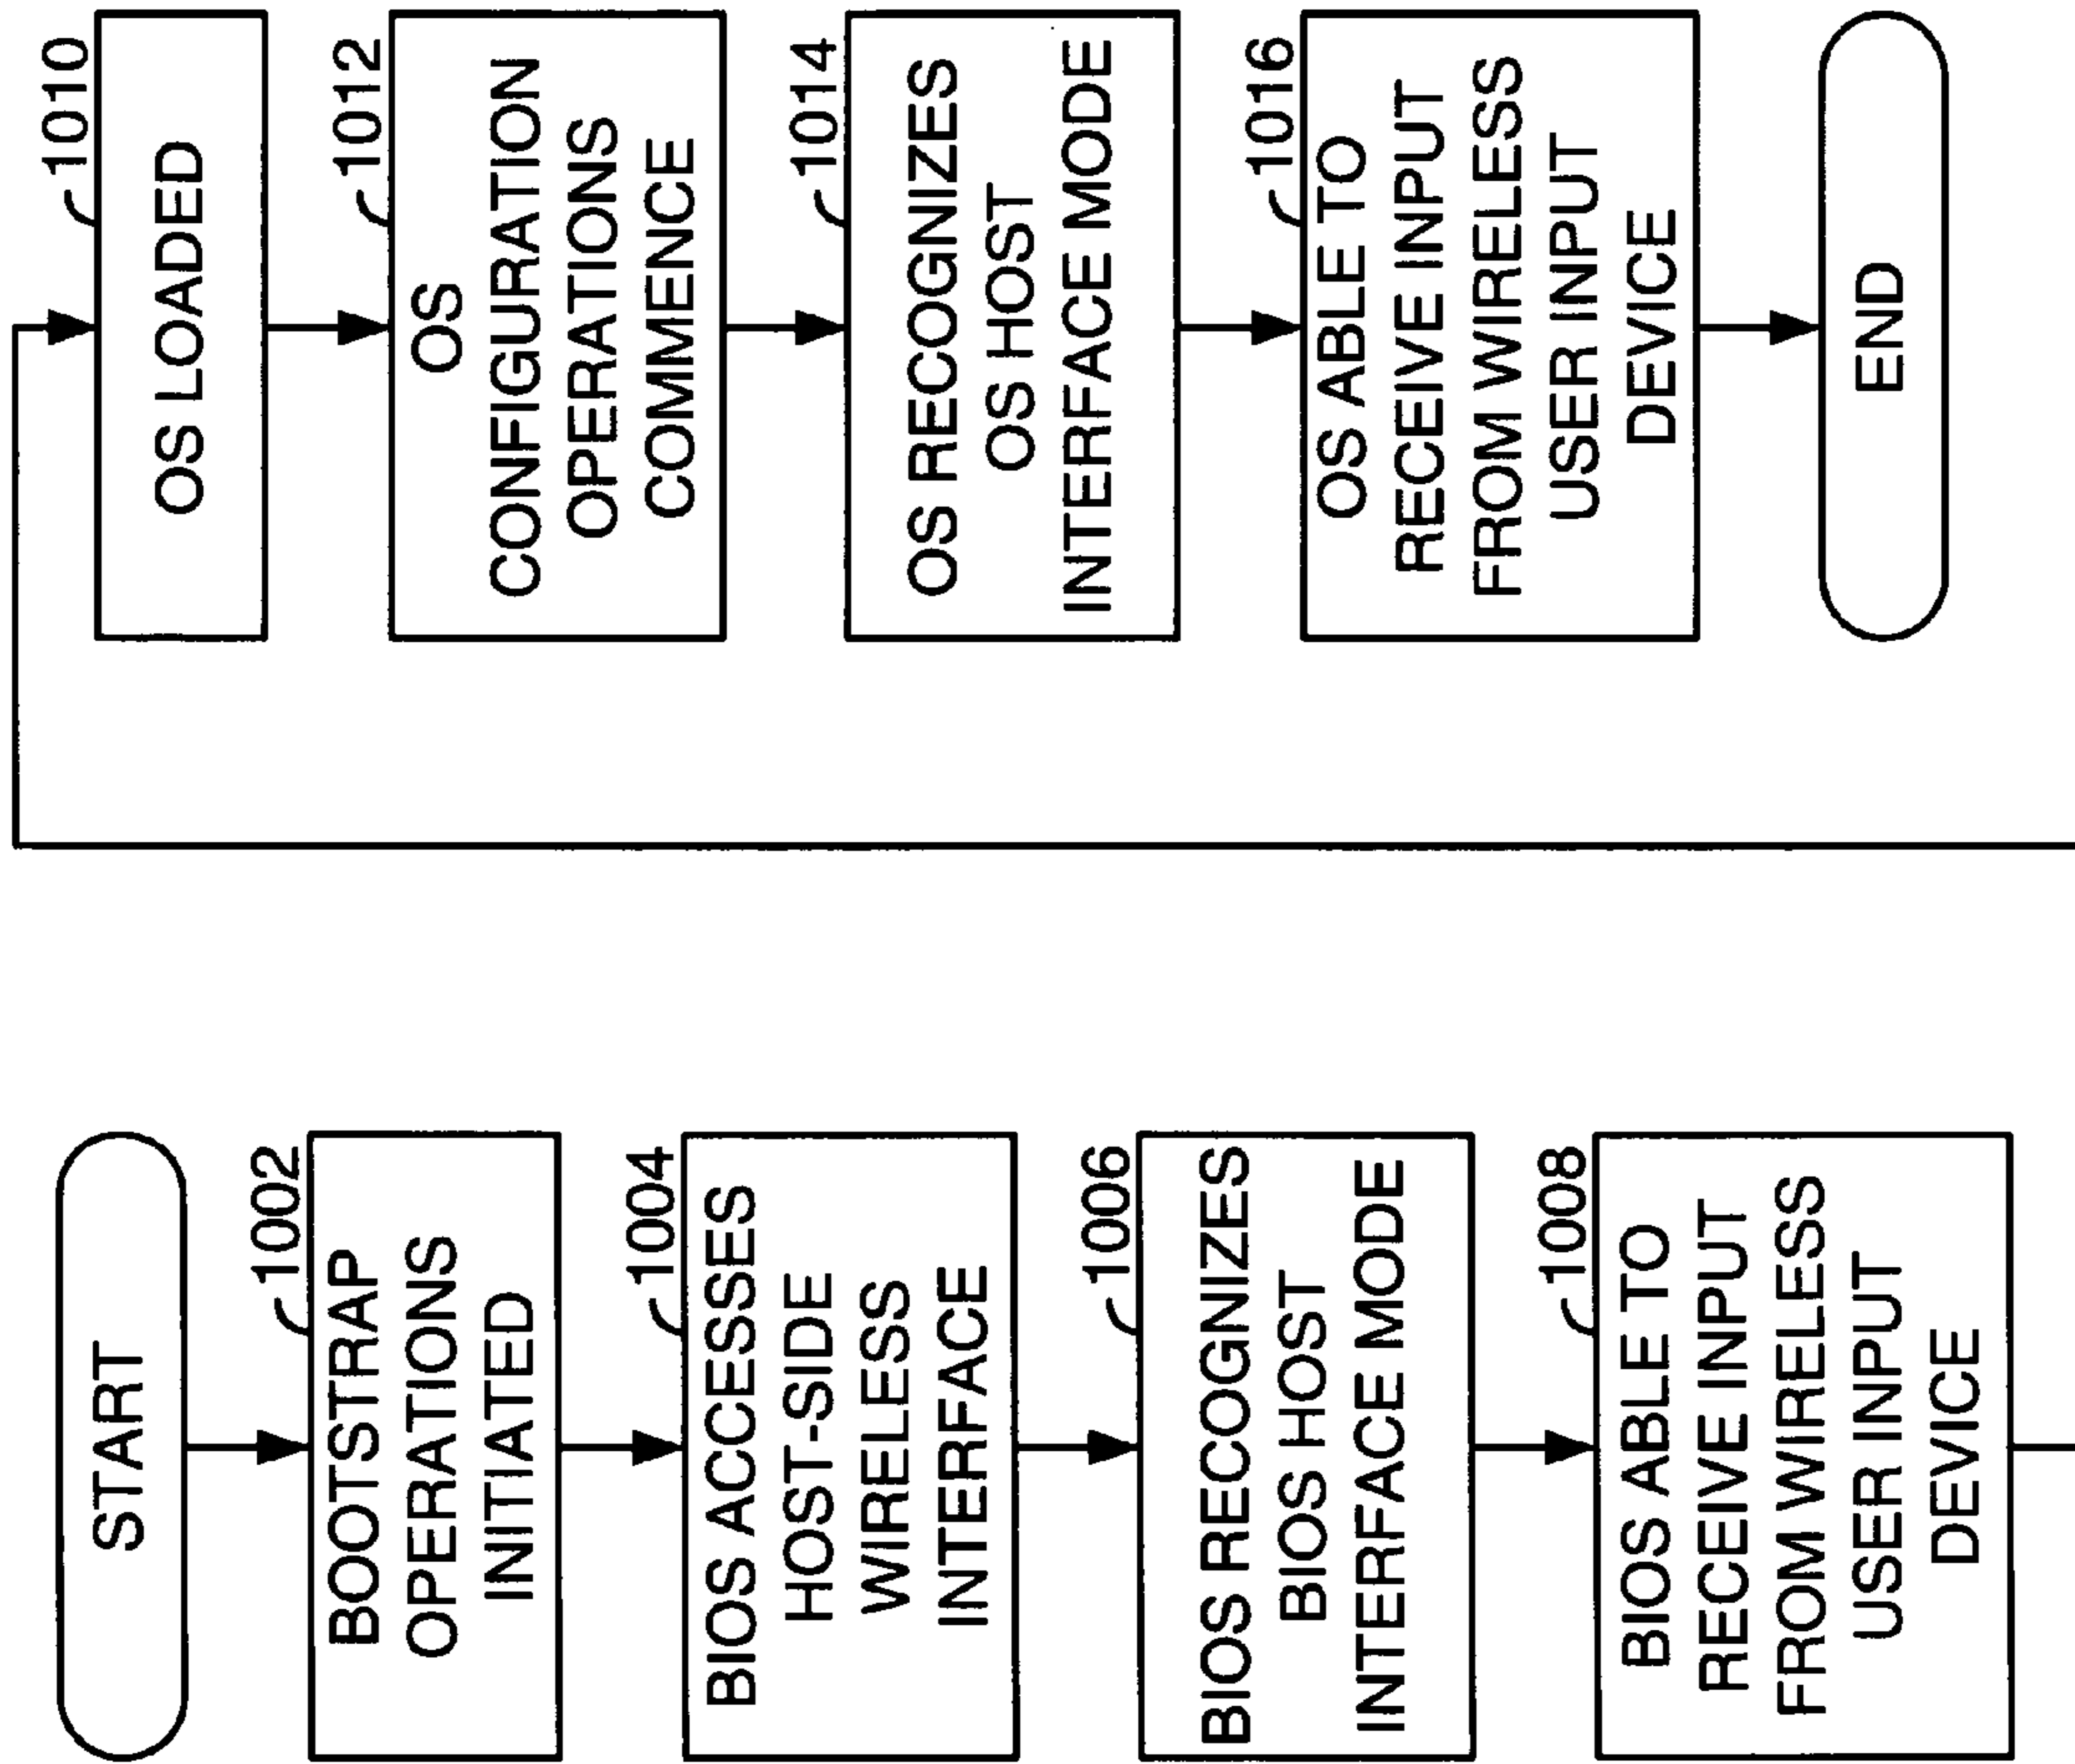 START
1002
BOOTSTRAP
OPERATIONS
INITIATED
1004
BIOS ACCESSES
HOST-SIDE
WIRELESS
INTERFACE
1006
BIOS RECOGNIZES
BIOS HOST
INTERFACE MODE
1008
BIOS ABLE TO
RECEIVE INPUT
FROM WIRELESS
USER INPUT
DEVICE
1010
OS LOADED
1012
OS
CONFIGURATION
OPERATIONS
COMMENCE
1014
OS RECOGNIZES
OS HOST
INTERFACE MODE
1016
OS ABLE TO
RECEIVE INPUT
FROM WIRELESS
USER INPUT
DEVICE
END